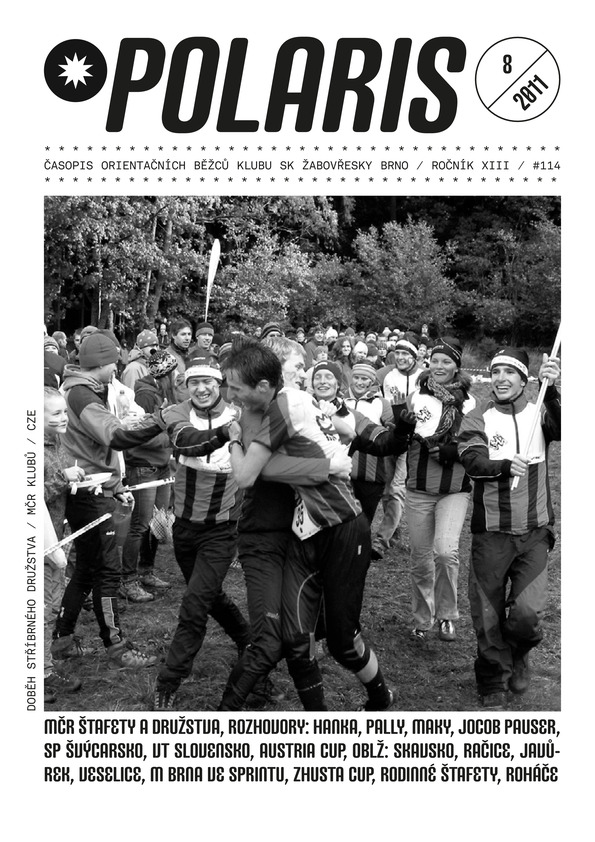 POLARIS
8
2011
ČASOPIS ORIENTAČNÍCH BĚŽCŮ KLUBU SK ŽABOVŘESKY BRNO / ROČNÍK XIII / #114
DOBĚH STŘÍBRNÉHO DRUŽSTVA / MČR KLUBŮ / CZE
MČR ŠTAFETY A DRUŽSTVA, ROZHOVORY: HANKA, PALLY, MAKY, JOCOB PAUSER,
SP ŠVÝCARSKO, VT SLOVENSKO, AUSTRIA CUP, OBLŽ: SKAVSKO, RAČICE, JAVŮ-
REK, VESELICE, M BRNA VE SPRINTU, ZHUSTA CUP, RODINNÉ ŠTAFETY, ROHÁČE